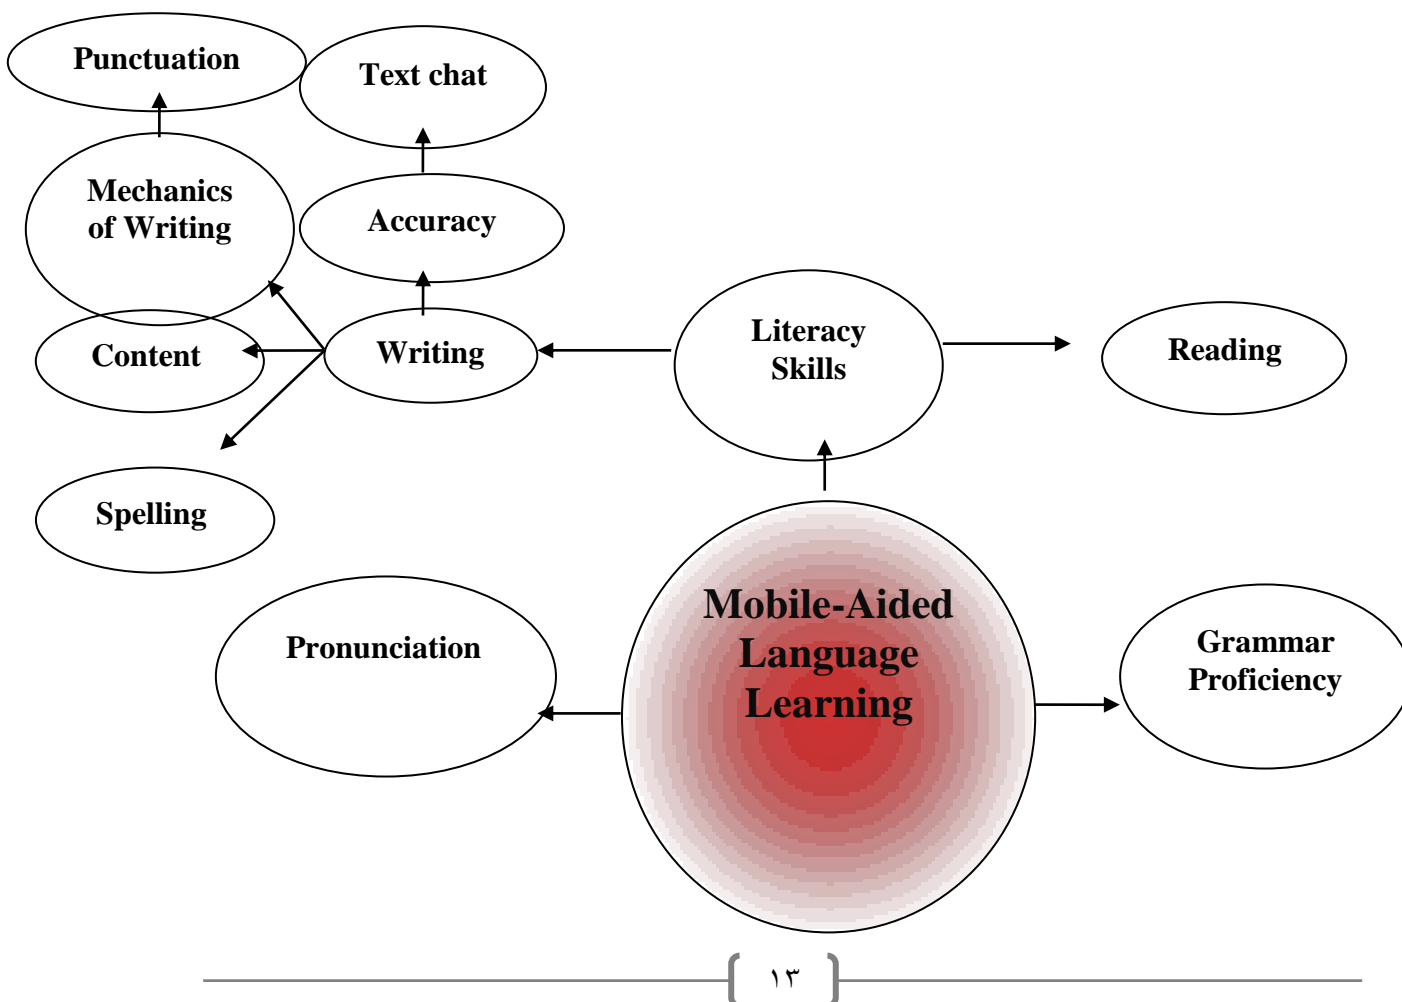 Punctuation
Text chat
Mechanics
of Writing
Accuracy
Literacy
Skills
Content
Writing
Reading
Spelling
Mobile-Aided
Language
Learning
Pronunciation
Grammar
Proficiency
١٣